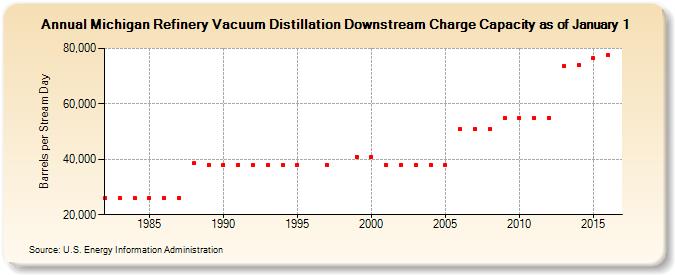 Annual Michigan Refinery Vacuum Distillation Downstream Charge Capacity as of January 1
Barrels per Stream Day
80,000
60,000
40,000
20,000
1985 1990 1995 2000 2005 2010 2015
Source: U.S. Energy Information Administration